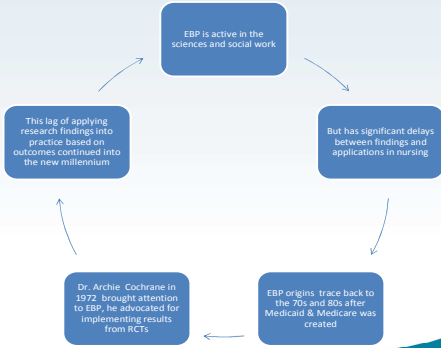 EBP is active in the
sciences and social work
But has significant delays
between findings and
applications in nursing
EBP origins trace back to
the 70s and 80s after
Medicaid & Medicare was
created
Dr. Archie Cochrane in
1972 brought attention
to EBP, he advocated for
implementing results
from RCTs
This lag of applying
research findings into
practice based on
outcomes continued into
the new millennium